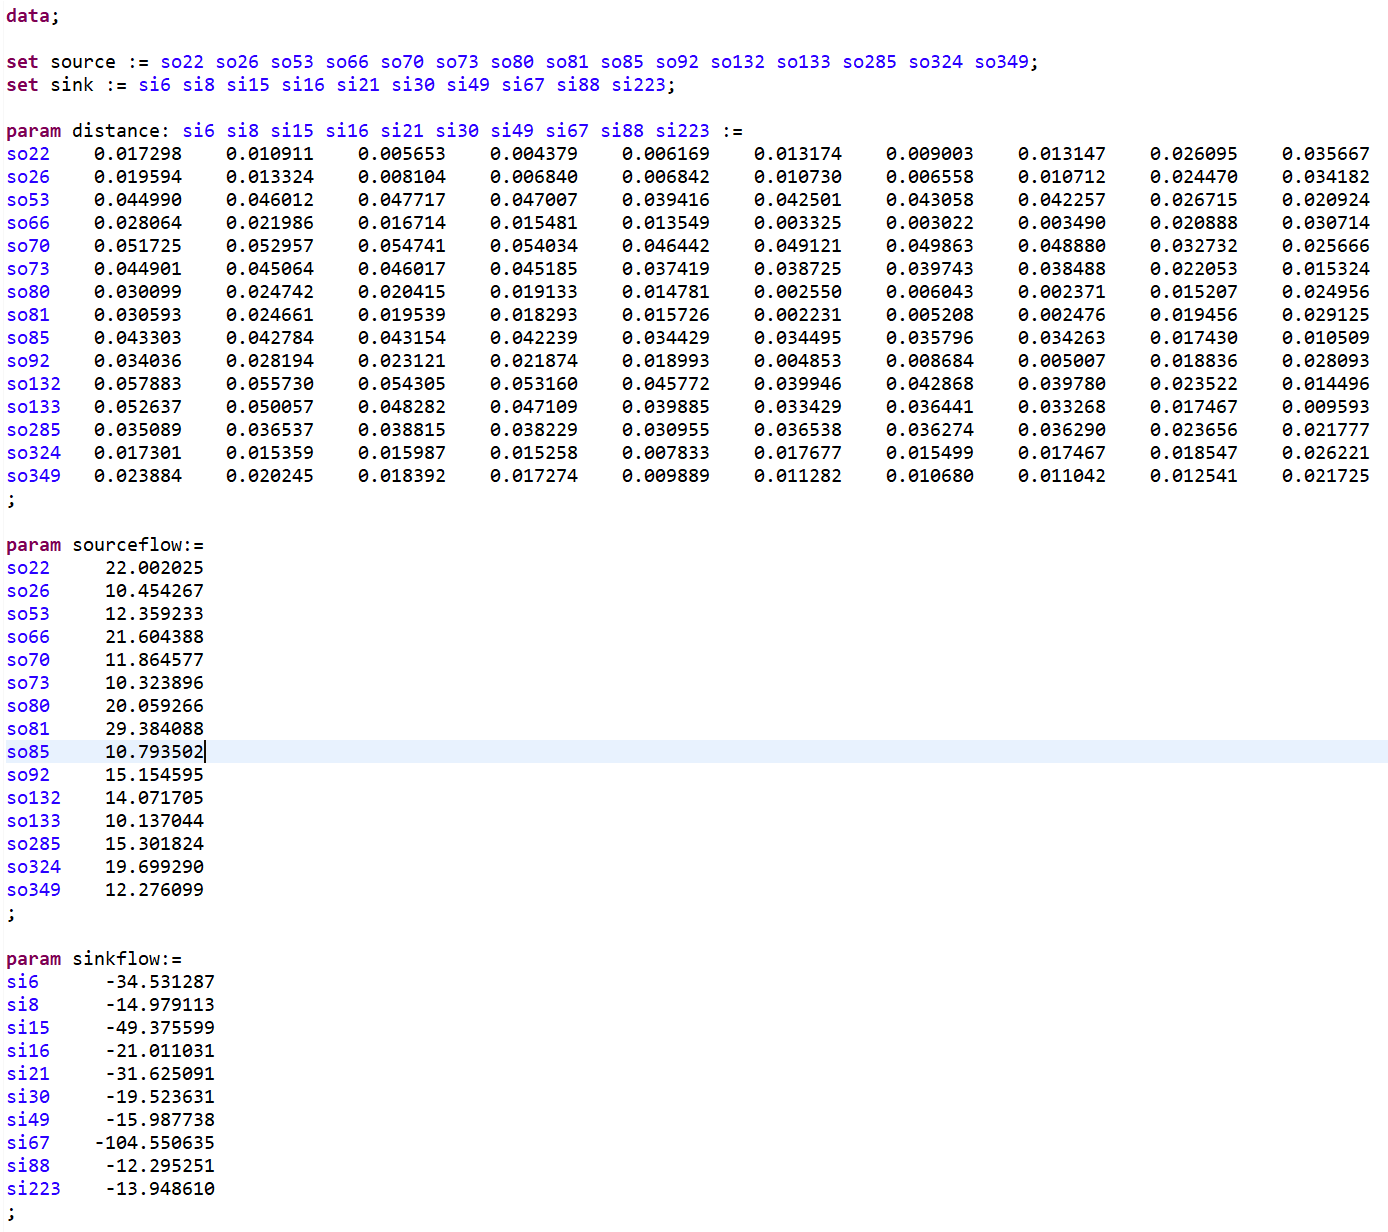 data;
set source := so22 so26 so53 so66 so70 so73 so80 so81 so85 so92 so132 so133 so285 so324 so349;
set sink := si6 si8 si15 si16 si21 si30 si49 si67 si88 si223;
param distance: si6 si8 si15 si16 si21 si30 si49 si67 si88 si223 :=
so22 0.017298 0.010911 0.005653 0.004379 0.006169 0.013174 0.009003 0.013147 0.026095 0.035667
so26 0.019594 0.013324 0.008104 0.006840 0.006842 0.010730 0.006558 0.010712 0.024470 0.034182
so53 0.044990 0.046012 0.047717 0.047007 0.039416 0.042501 0.043058 0.042257 0.026715 0.020924
so66 0.028064 0.021986 0.016714 0.015481 0.013549 0.003325 0.003022 0.003490 0.020888 0.030714
so70 0.051725 0.052957 0.054741 0.054034 0.046442 0.049121 0.049863 0.048880 0.032732 0.025666
so73 0.044901 0.045064 0.046017 0.045185 0.037419 0.038725 0.039743 0.038488 0.022053 0.015324
so80 0.030099 0.024742 0.020415 0.019133 0.014781 0.002550 0.006043 0.002371 0.015207 0.024956
so81 0.030593 0.024661 0.019539 0.018293 0.015726 0.002231 0.005208 0.002476 0.019456 0.029125
so85 0.043303 0.042784 0.043154 0.042239 0.034429 0.034495 0.035796 0.034263 0.017430 0.010509
so92 0.034036 0.028194 0.023121 0.021874 0.018993 0.004853 0.008684 0.005007 0.018836 0.028093
so132 0.057883 0.055730 0.054305 0.053160 0.045772 0.039946 0.042868 0.039780 0.023522 0.014496
so133 0.052637 0.050057 0.048282 0.047109 0.039885 0.033429 0.036441 0.033268 0.017467 0.009593
so285 0.035089 0.036537 0.038815 0.038229 0.030955 0.036538 0.036274 0.036290 0.023656 0.021777
so324 0.017301 0.015359 0.015987 0.015258 0.007833 0.017677 0.015499 0.017467 0.018547 0.026221
so349 0.023884 0.020245 0.018392 0.017274 0.009889 0.011282 0.010680 0.011042 0.012541 0.021725
;
param sourceflow:=
so22 22.002025
so26 10.454267
so53 12.359233
so66 21.604388
so70 11.864577
so73 10.323896
so80 20.059266
so81 29.384088
so85 10.793502
so92 15.154595
so132 14.071705
so133 10.137044
so285 15.301824
so324 19.699290
so349 12.276099
;
param sinkflow:=
si6 -34.531287
si8 -14.979113
si15 -49.375599
si16 -21.011031
si21 -31.625091
si30 -19.523631
si49 -15.987738
si67 -104.550635
si88 -12.295251
si223 -13.948610
;